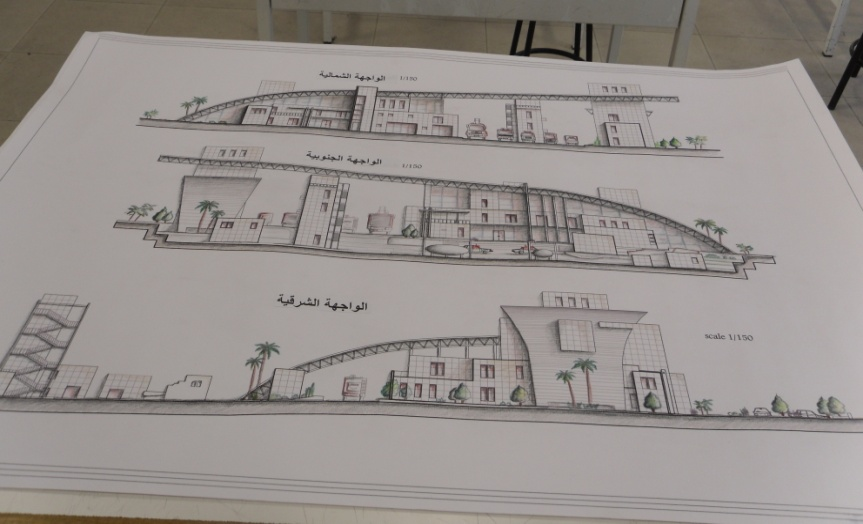 الواجهة الشمالية 1/150
الواجهة الجنوبية 1/150
الواجهة الشرقية
scale 1/150